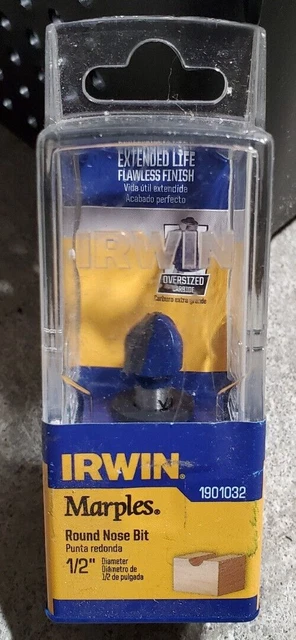 EXTENDED LIFE
FLAWLESS FINISH
Vida útil extendida
Acabado perfecto
IRWIN
OVERSIZED
CARBIDE
Carburo extra grande
IRWIN®
1901032
Marples®
Round Nose Bit
Punta redonda
1/2"
Diameter
Diámetro de
1/2 de pulgada